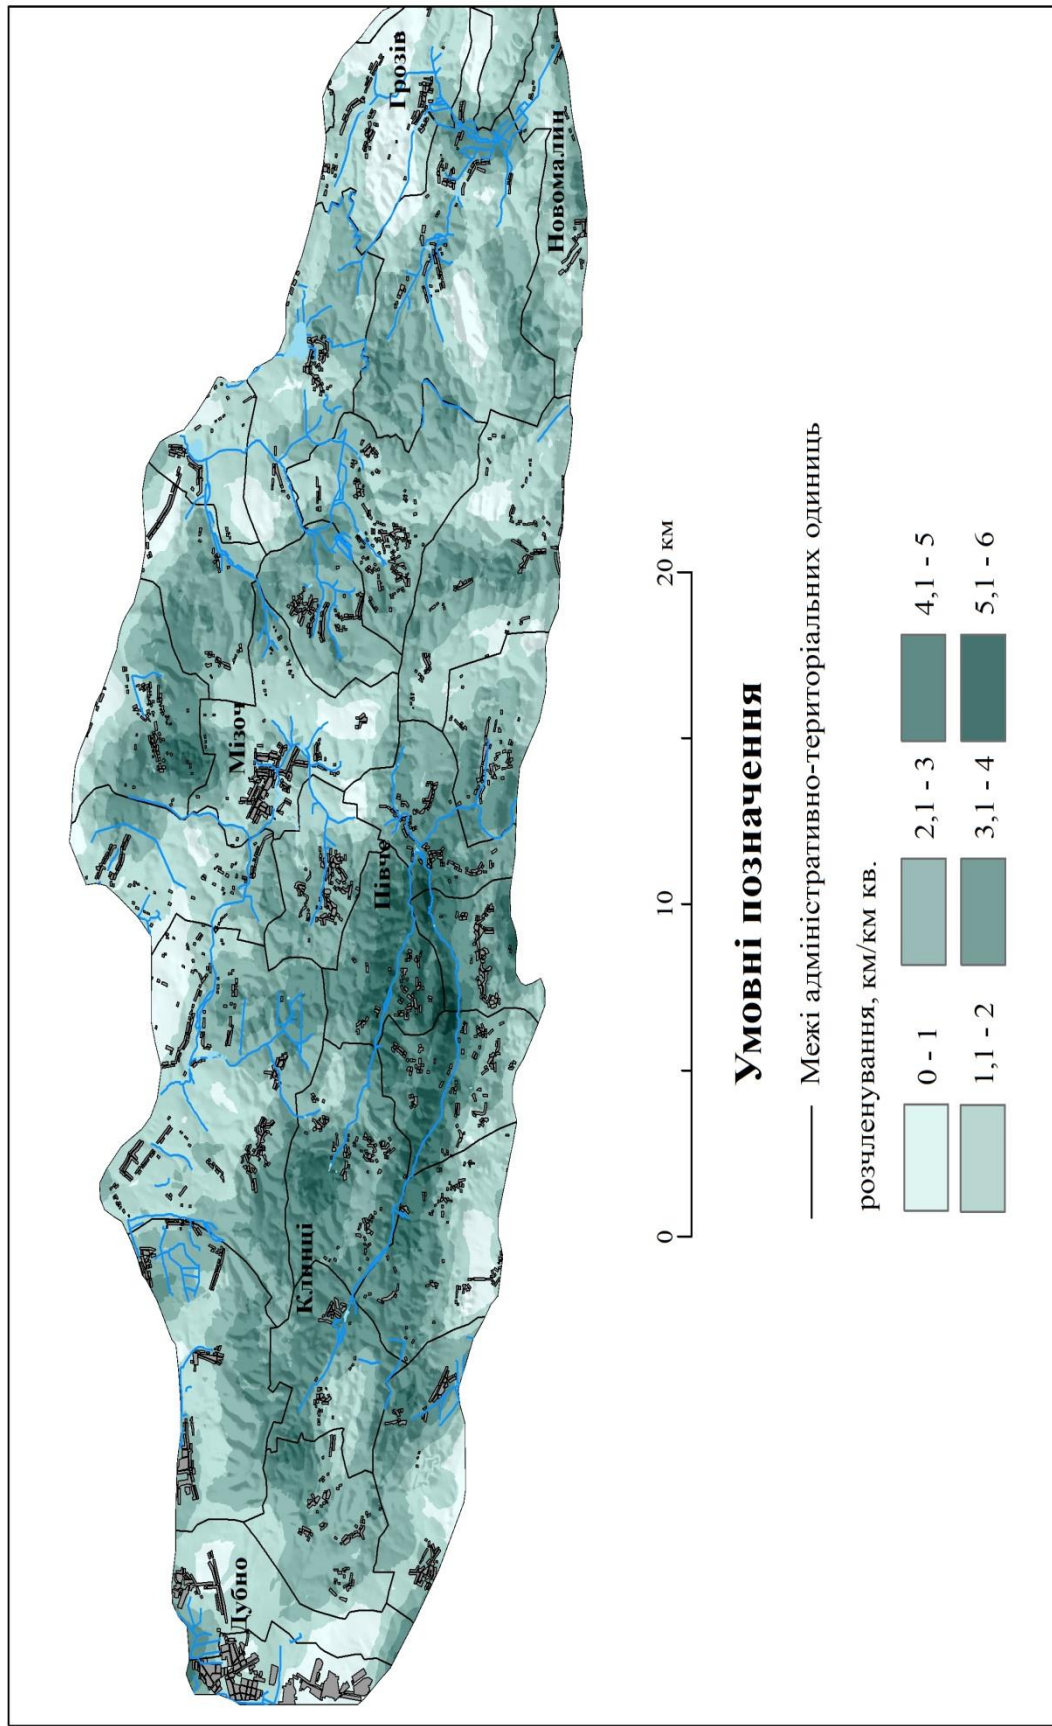 Дубно
Клинці
Мізоч
Півче
Грозів
Новомалин
0 5 10 20 км
Умовні позначення
Межі адміністративно-територіальних одиниць
розчленування, км/км кв.
0 - 1 2,1 - 3 4,1 - 5
1,1 - 2 3,1 - 4 5,1 - 6